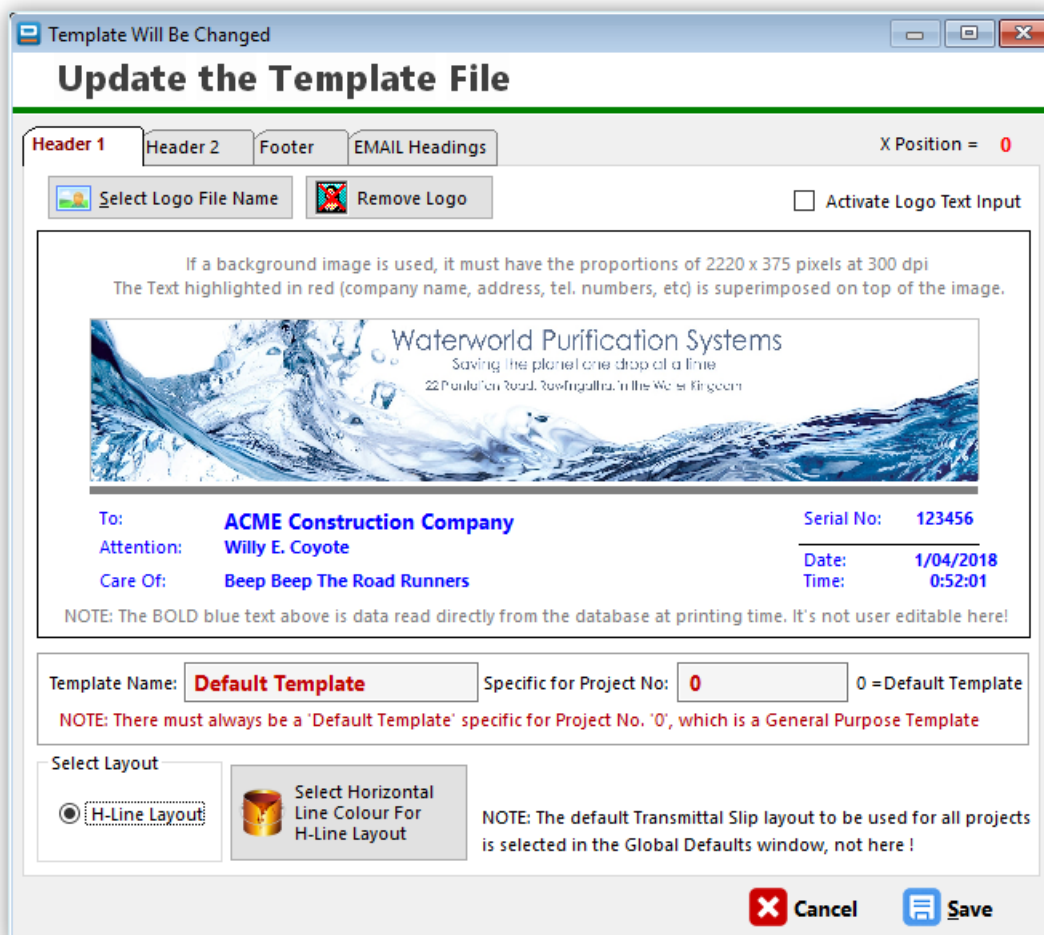 Template Will Be Changed
Update the Template File
Header 1 Header 2 Footer EMAIL Headings X Position = 0
Select Logo File Name Remove Logo Activate Logo Text Input
If a background image is used, it must have the proportions of 2220 x 375 pixels at 300 dpi
The Text highlighted in red (company name, address, tel. numbers, etc) is superimposed on top of the image.
Waterworld Purification Systems
Saving the planet one drop at a time
22 Road, in the Water Kingdom
To: ACME Construction Company Serial No: 123456
Attention: Willy E. Coyote
Date: 1/04/2018
Care Of: Beep Beep The Road Runners Time: 0:52:01
NOTE: The BOLD blue text above is data read directly from the database at printing time. It's not user editable here!
Template Name: Default Template Specific for Project No: 0 0 =Default Template
NOTE: There must always be a 'Default Template' specific for Project No. '0', which is a General Purpose Template
Select Layout
H-Line Layout
Select Horizontal
Line Colour For
H-Line Layout
NOTE: The default Transmittal Slip layout to be used for all projects
is selected in the Global Defaults window, not here !
Cancel Save